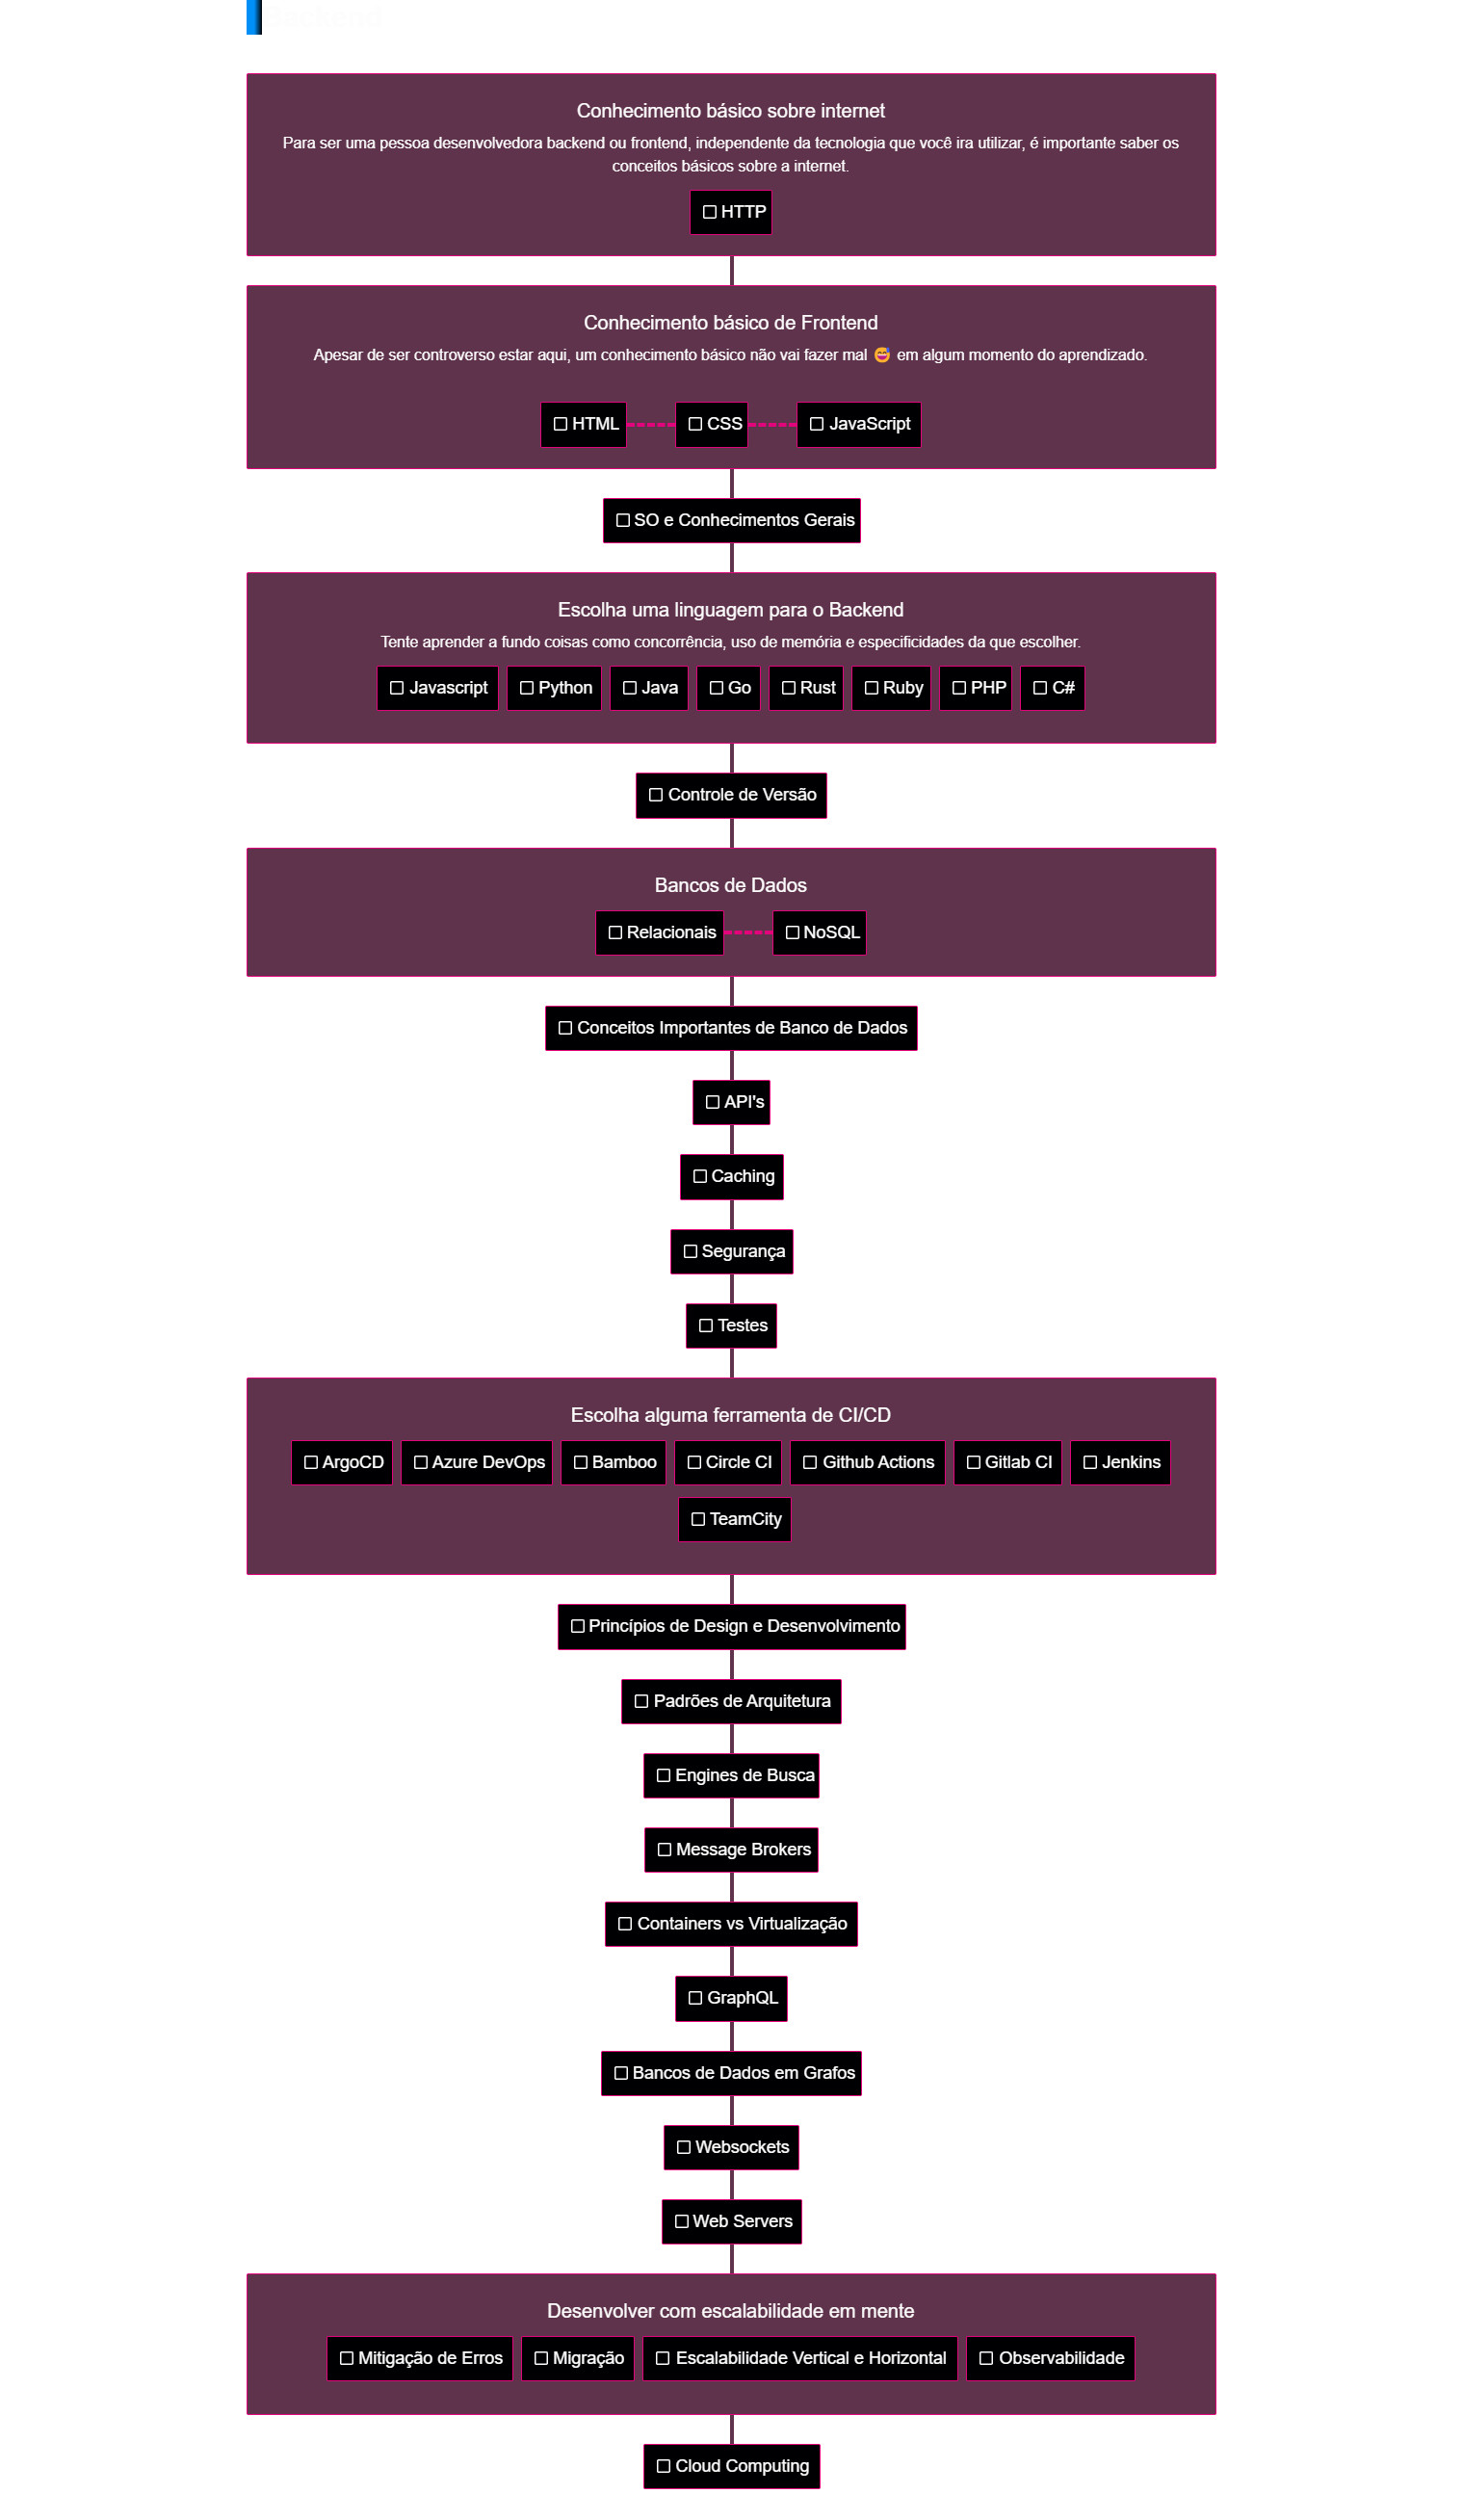 Conhecimento básico sobre internet
Para ser uma pessoa desenvolvedora backend ou frontend, independente da tecnologia que você ira utilizar, é importante saber os
conceitos básicos sobre a internet.
HTTP
Conhecimento básico de Frontend
Apesar de ser controverso estar aqui, um conhecimento básico não vai fazer mal 😅 em algum momento do aprendizado.
HTML CSS JavaScript
SO e Conhecimentos Gerais
Escolha uma linguagem para o Backend
Tente aprender a fundo coisas como concorrência, uso de memória e especificidades da que escolher.
Javascript Python Java Go Rust Ruby PHP C#
Controle de Versão
Bancos de Dados
Relacionais NoSQL
Conceitos Importantes de Banco de Dados
API's
Caching
Segurança
Testes
Escolha alguma ferramenta de CI/CD
ArgoCD Azure DevOps Bamboo Circle CI Github Actions Gitlab CI Jenkins
TeamCity
Princípios de Design e Desenvolvimento
Padrões de Arquitetura
Engines de Busca
Message Brokers
Containers vs Virtualização
GraphQL
Bancos de Dados em Grafos
Websockets
Web Servers
Desenvolver com escalabilidade em mente
Mitigação de Erros Migração Escalabilidade Vertical e Horizontal Observabilidade
Cloud Computing